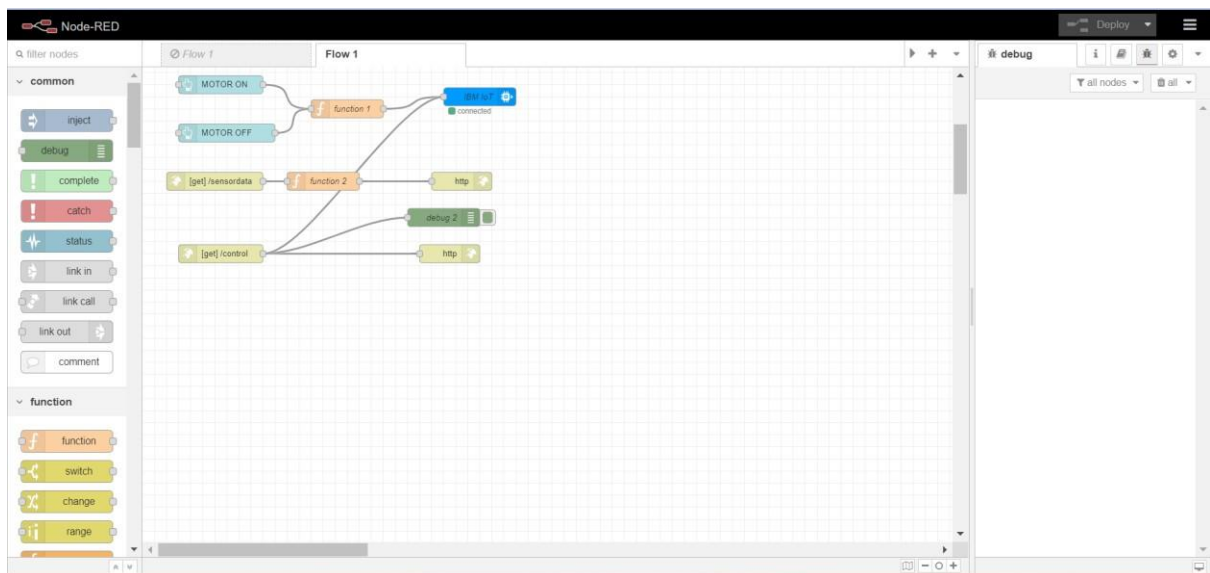 Node-RED
Deploy
filter nodes
Flow 1
Flow 1
debug
i
common
all nodes
all
MOTOR ON
IBM IoT
function 1
connected
inject
MOTOR OFF
debug
complete
[get] /sensordata
function 2
http
catch
debug 2
status
[get] /control
http
link in
link call
link out
comment
function
function
switch
change
range